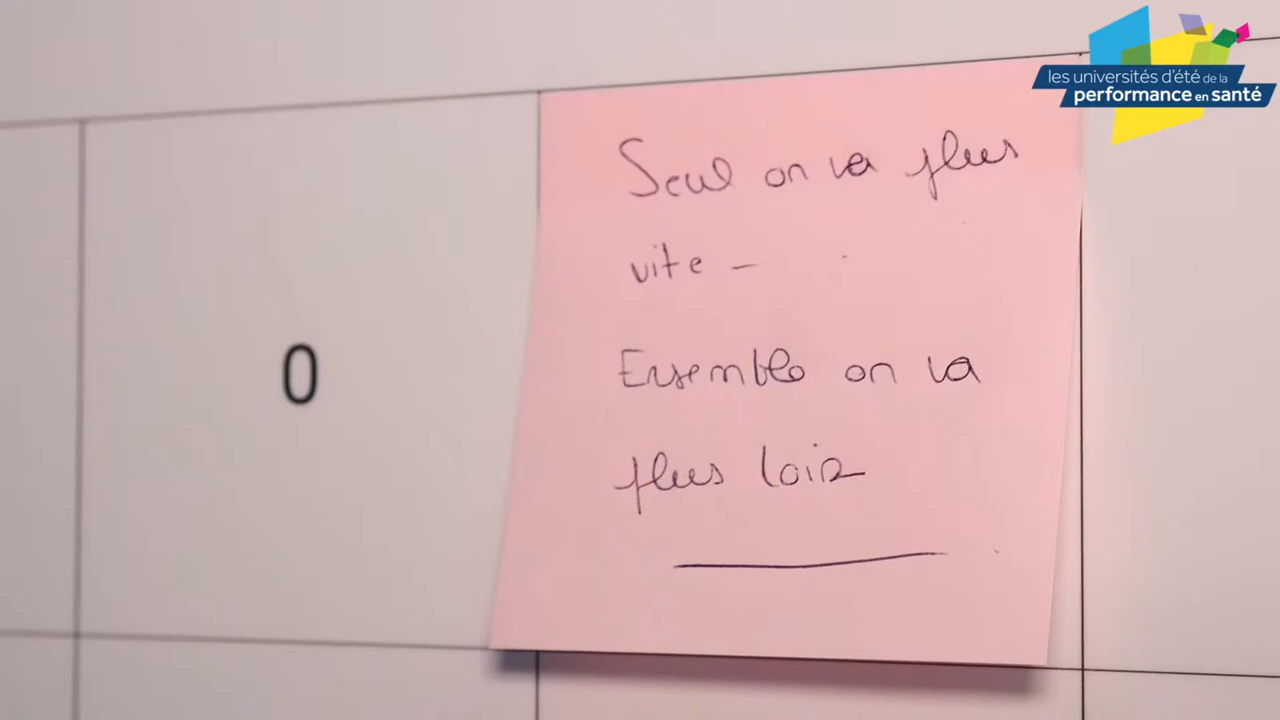 les universités d'été de la
performance en santé
Seul on va plus
vite –
Ensemble on va
plus loin
0